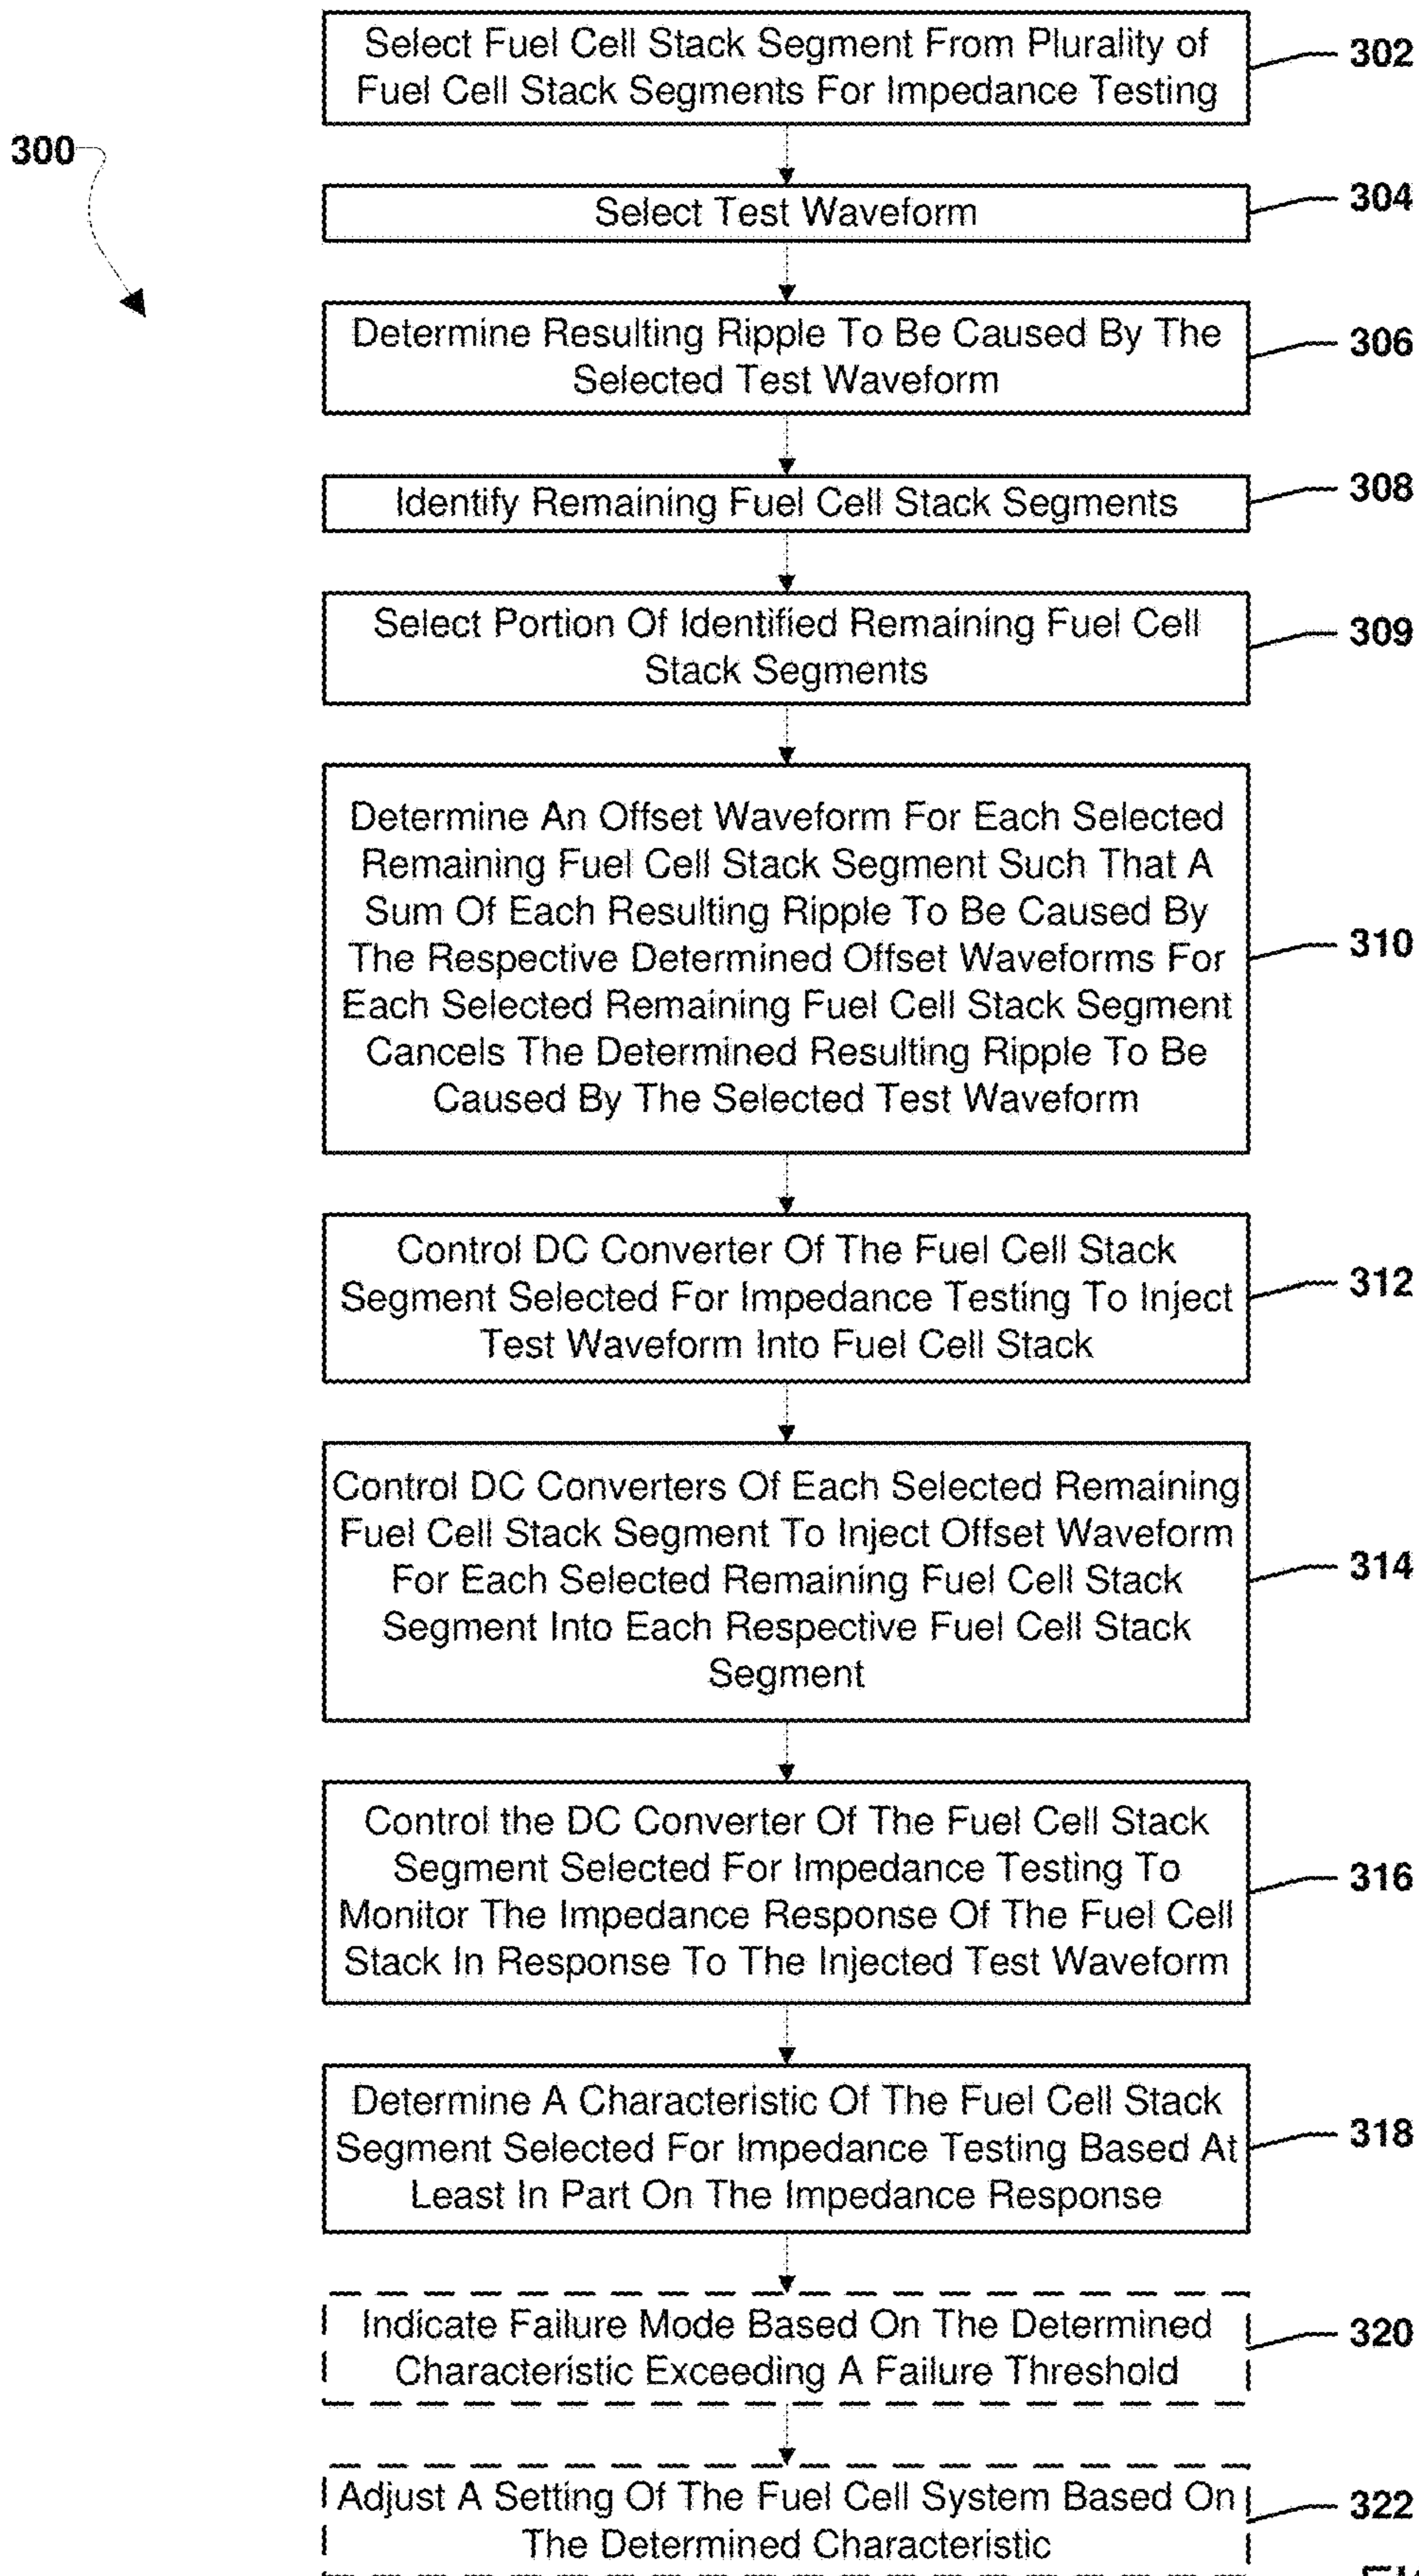 Select Fuel Cell Stack Segment From Plurality of
Fuel Cell Stack Segments For Impedance Testing
302
300
Select Test Waveform
304
Determine Resulting Ripple To Be Caused By The
Selected Test Waveform
306
Identify Remaining Fuel Cell Stack Segments
308
Select Portion Of Identified Remaining Fuel Cell
Stack Segments
309
Determine An Offset Waveform For Each Selected
Remaining Fuel Cell Stack Segment Such That A
Sum Of Each Resulting Ripple To Be Caused By
The Respective Determined Offset Waveforms For
Each Selected Remaining Fuel Cell Stack Segment
Cancels The Determined Resulting Ripple To Be
Caused By The Selected Test Waveform
310
Control DC Converter Of The Fuel Cell Stack
Segment Selected For Impedance Testing To Inject
Test Waveform Into Fuel Cell Stack
312
Control DC Converters Of Each Selected Remaining
Fuel Cell Stack Segment To Inject Offset Waveform
For Each Selected Remaining Fuel Cell Stack
Segment Into Each Respective Fuel Cell Stack
Segment
314
Control the DC Converter Of The Fuel Cell Stack
Segment Selected For Impedance Testing To
Monitor The Impedance Response Of The Fuel Cell
Stack In Response To The Injected Test Waveform
316
Determine A Characteristic Of The Fuel Cell Stack
Segment Selected For Impedance Testing Based At
Least In Part On The Impedance Response
318
Indicate Failure Mode Based On The Determined
Characteristic Exceeding A Failure Threshold
320
Adjust A Setting Of The Fuel Cell System Based On
The Determined Characteristic
322